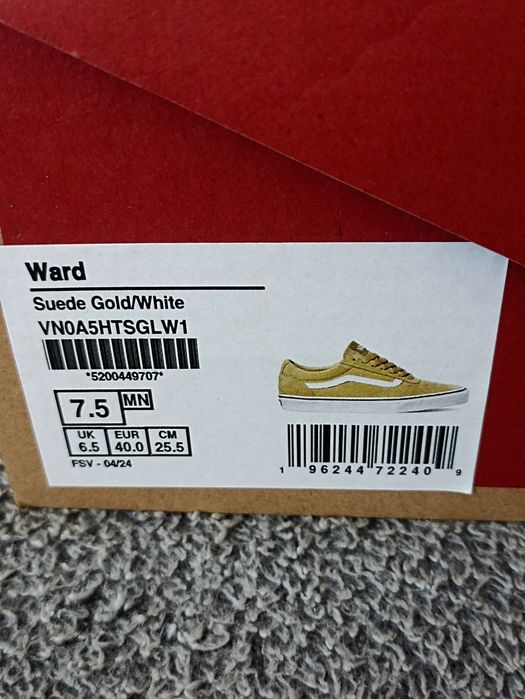 Ward
Suede Gold/White
VN0A5HTSGLW1
*5200449707*
7.5 MN
UK EUR CM
6.5 40.0 25.5
FSV - 04/24
1 96244 72240 9